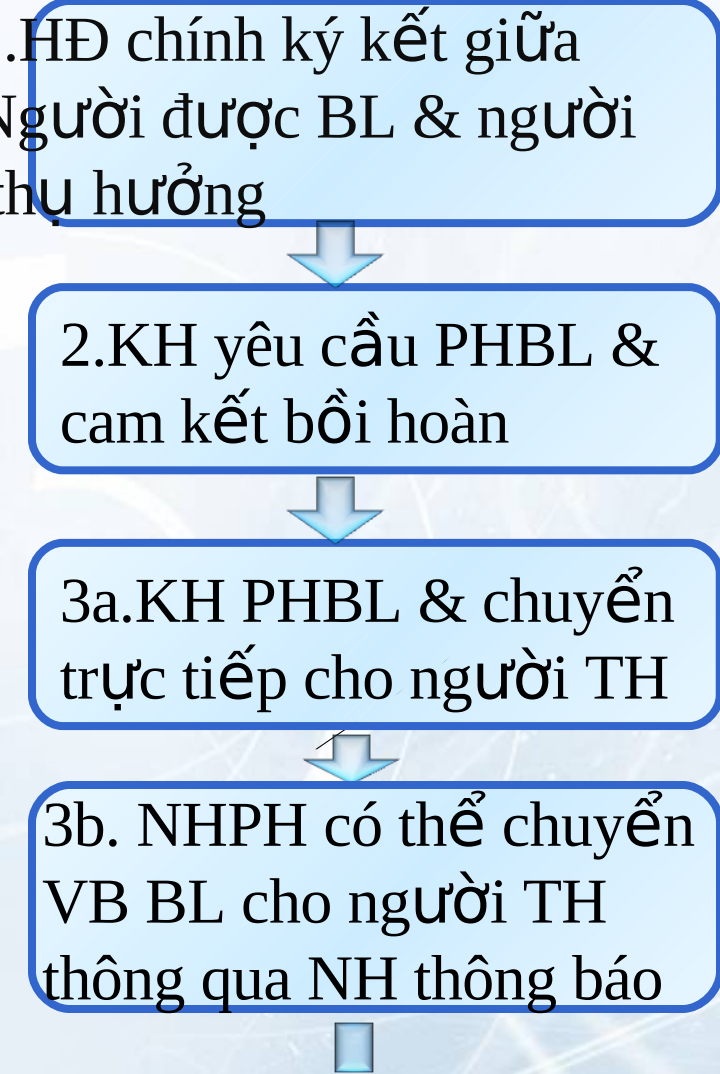 .HĐ chính ký kết giữa
Người được BL & người
thụ hưởng
2.KH yêu cầu PHBL &
cam kết bồi hoàn
3a.KH PHBL & chuyển
trực tiếp cho người TH
3b. NHPH có thể chuyển
VB BL cho người TH
thông qua NH thông báo